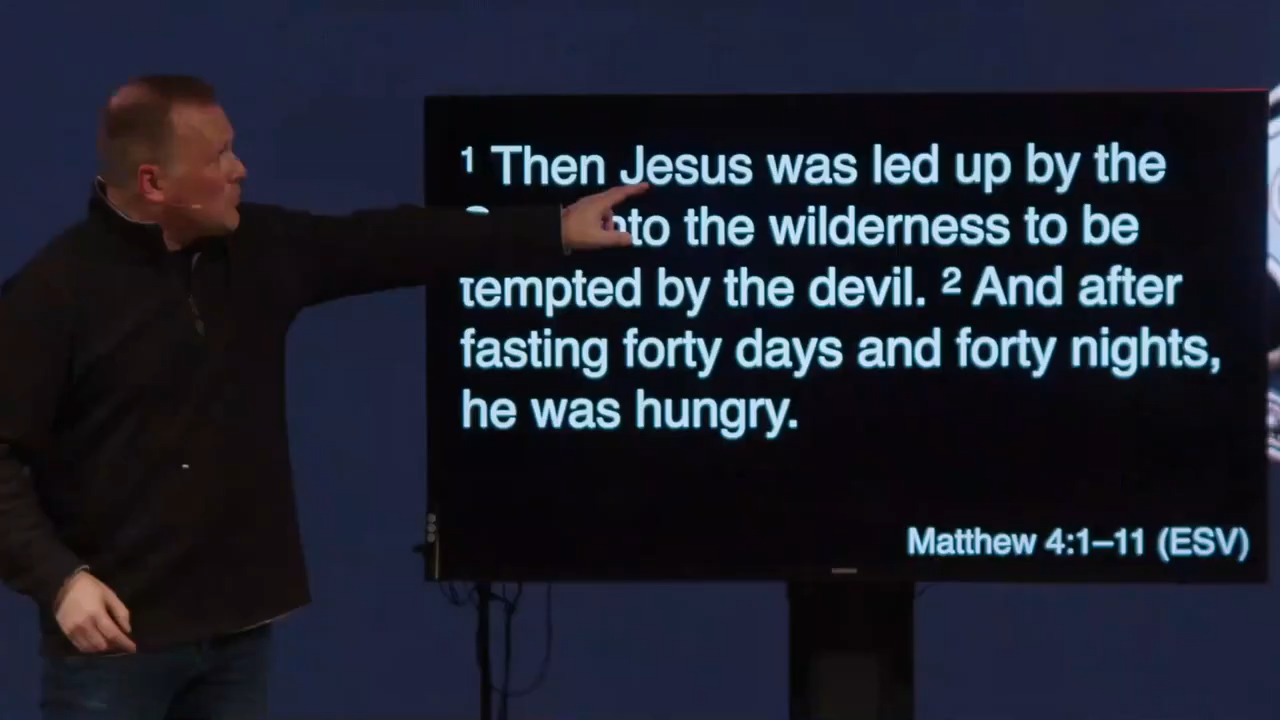 1 Then Jesus was led up by the
to the wilderness to be
tempted by the devil. 2 And after
fasting forty days and forty nights,
he was hungry.
Matthew 4:1–11 (ESV)